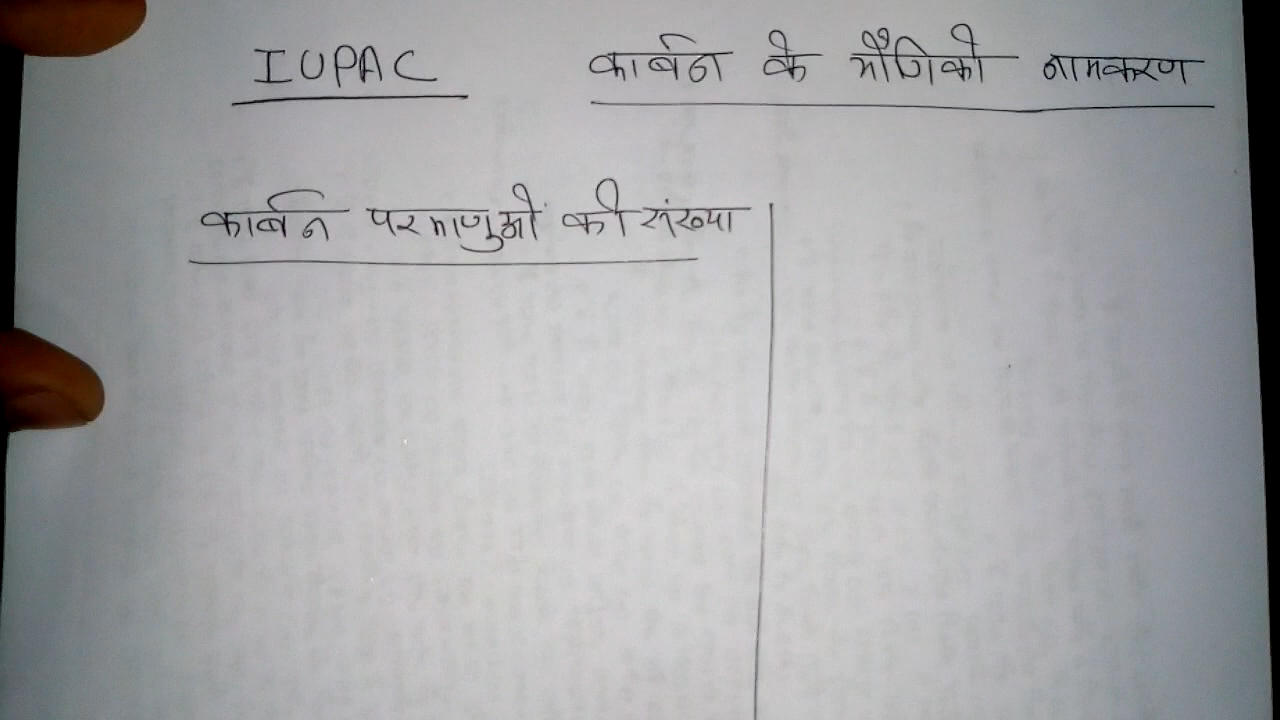 IUPAC कार्बन के यौगिको नामकरण
कार्बन परमाणुओं की संख्या